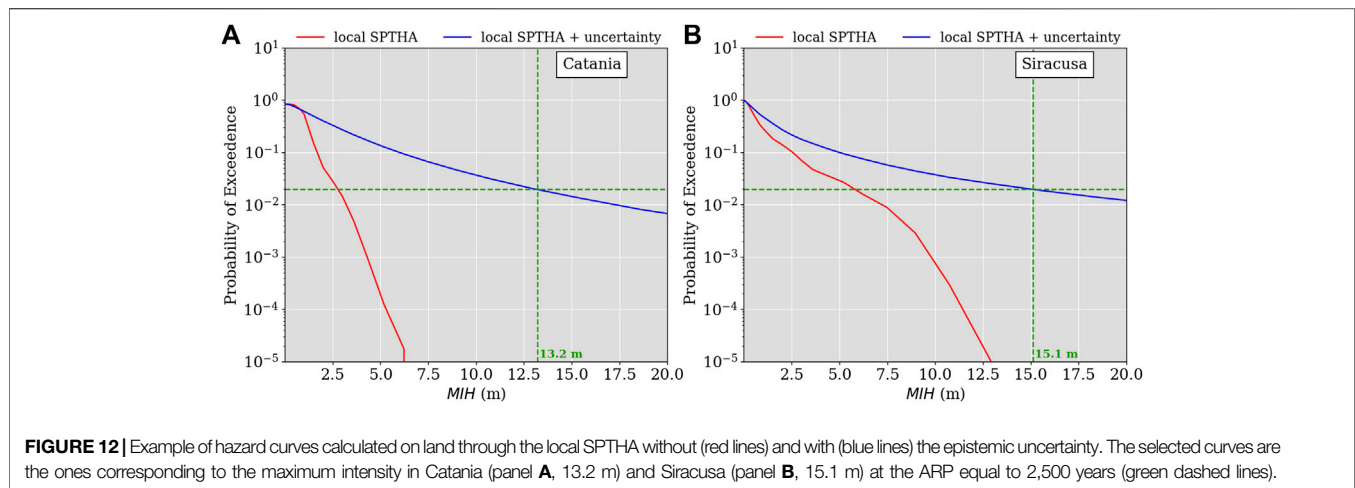 A
local SPTHA
local SPTHA + uncertainty
Catania
Probability of Exceedence
10^1
10^0
10^-1
10^-2
10^-3
10^-4
10^-5
13.2 m
2.5 5.0 7.5 10.0 12.5 15.0 17.5 20.0
MIH (m)
B
local SPTHA
local SPTHA + uncertainty
Siracusa
Probability of Exceedence
10^1
10^0
10^-1
10^-2
10^-3
10^-4
10^-5
15.1 m
2.5 5.0 7.5 10.0 12.5 15.0 17.5 20.0
MIH (m)
FIGURE 12 | Example of hazard curves calculated on land through the local SPTHA without (red lines) and with (blue lines) the epistemic uncertainty. The selected curves are
the ones corresponding to the maximum intensity in Catania (panel A, 13.2 m) and Siracusa (panel B, 15.1 m) at the ARP equal to 2,500 years (green dashed lines).